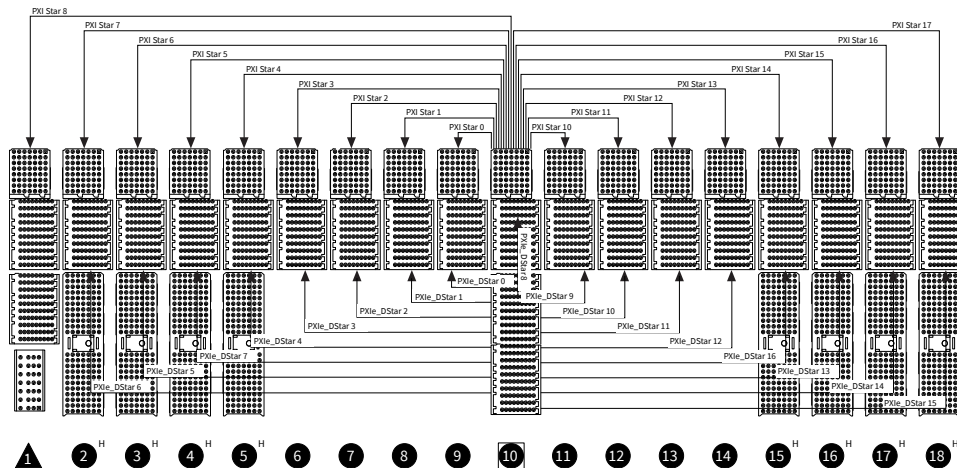 PXI Star 8
PXI Star 7 PXI Star 17
PXI Star 6 PXI Star 16
PXI Star 5 PXI Star 15
PXI Star 4 PXI Star 14
PXI Star 3 PXI Star 13
PXI Star 2 PXI Star 12
PXI Star 1 PXI Star 11
PXI Star 0 PXI Star 10
PXIe_DStar8
PXIe_DStar 0
PXIe_DStar 1 PXIe_DStar 9
PXIe_DStar 2 PXIe_DStar 10
PXIe_DStar 3 PXIe_DStar 11
PXIe_DStar 4 PXIe_DStar 12
PXIe_DStar 7 PXIe_DStar 16
PXIe_DStar 5 PXIe_DStar 13
PXIe_DStar 6 PXIe_DStar 14
PXIe_DStar 15
1 2 H 3 H 4 H 5 H 6 7 8 9 10 11 12 13 14 15 H 16 H 17 H 18 H